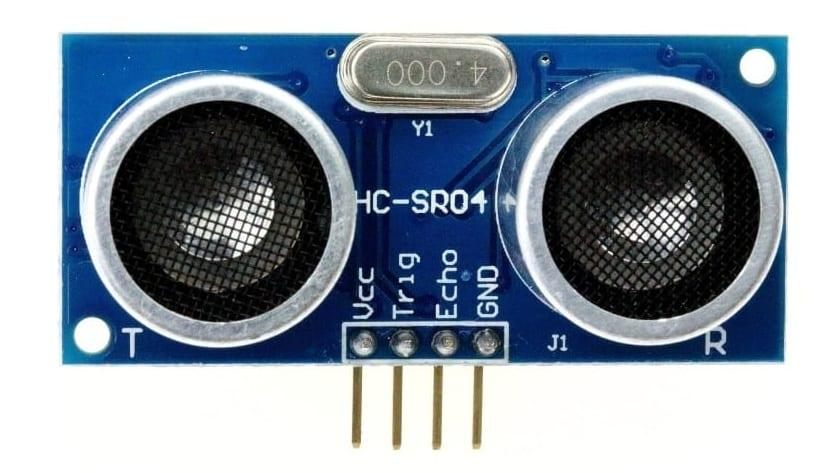 4.000
Y1
HC-SR04
Vcc
Trig
Echo
GND
T
J1
R